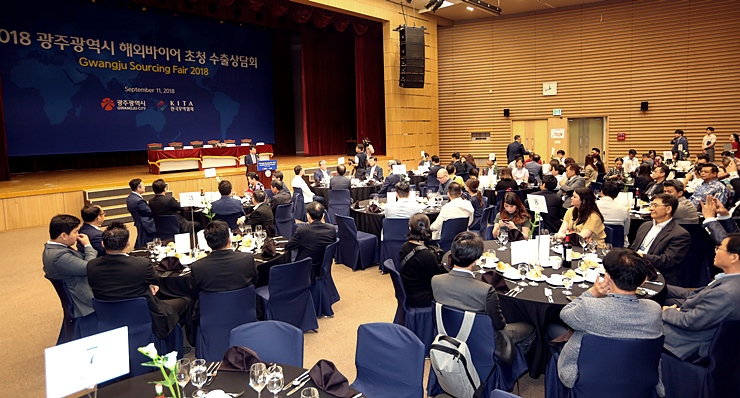 2018 광주광역시 해외바이어 초청 수출상담회
Gwangju Sourcing Fair 2018
September 11, 2018
광주광역시
GWANGJU CITY
KITA
한국무역협회
7